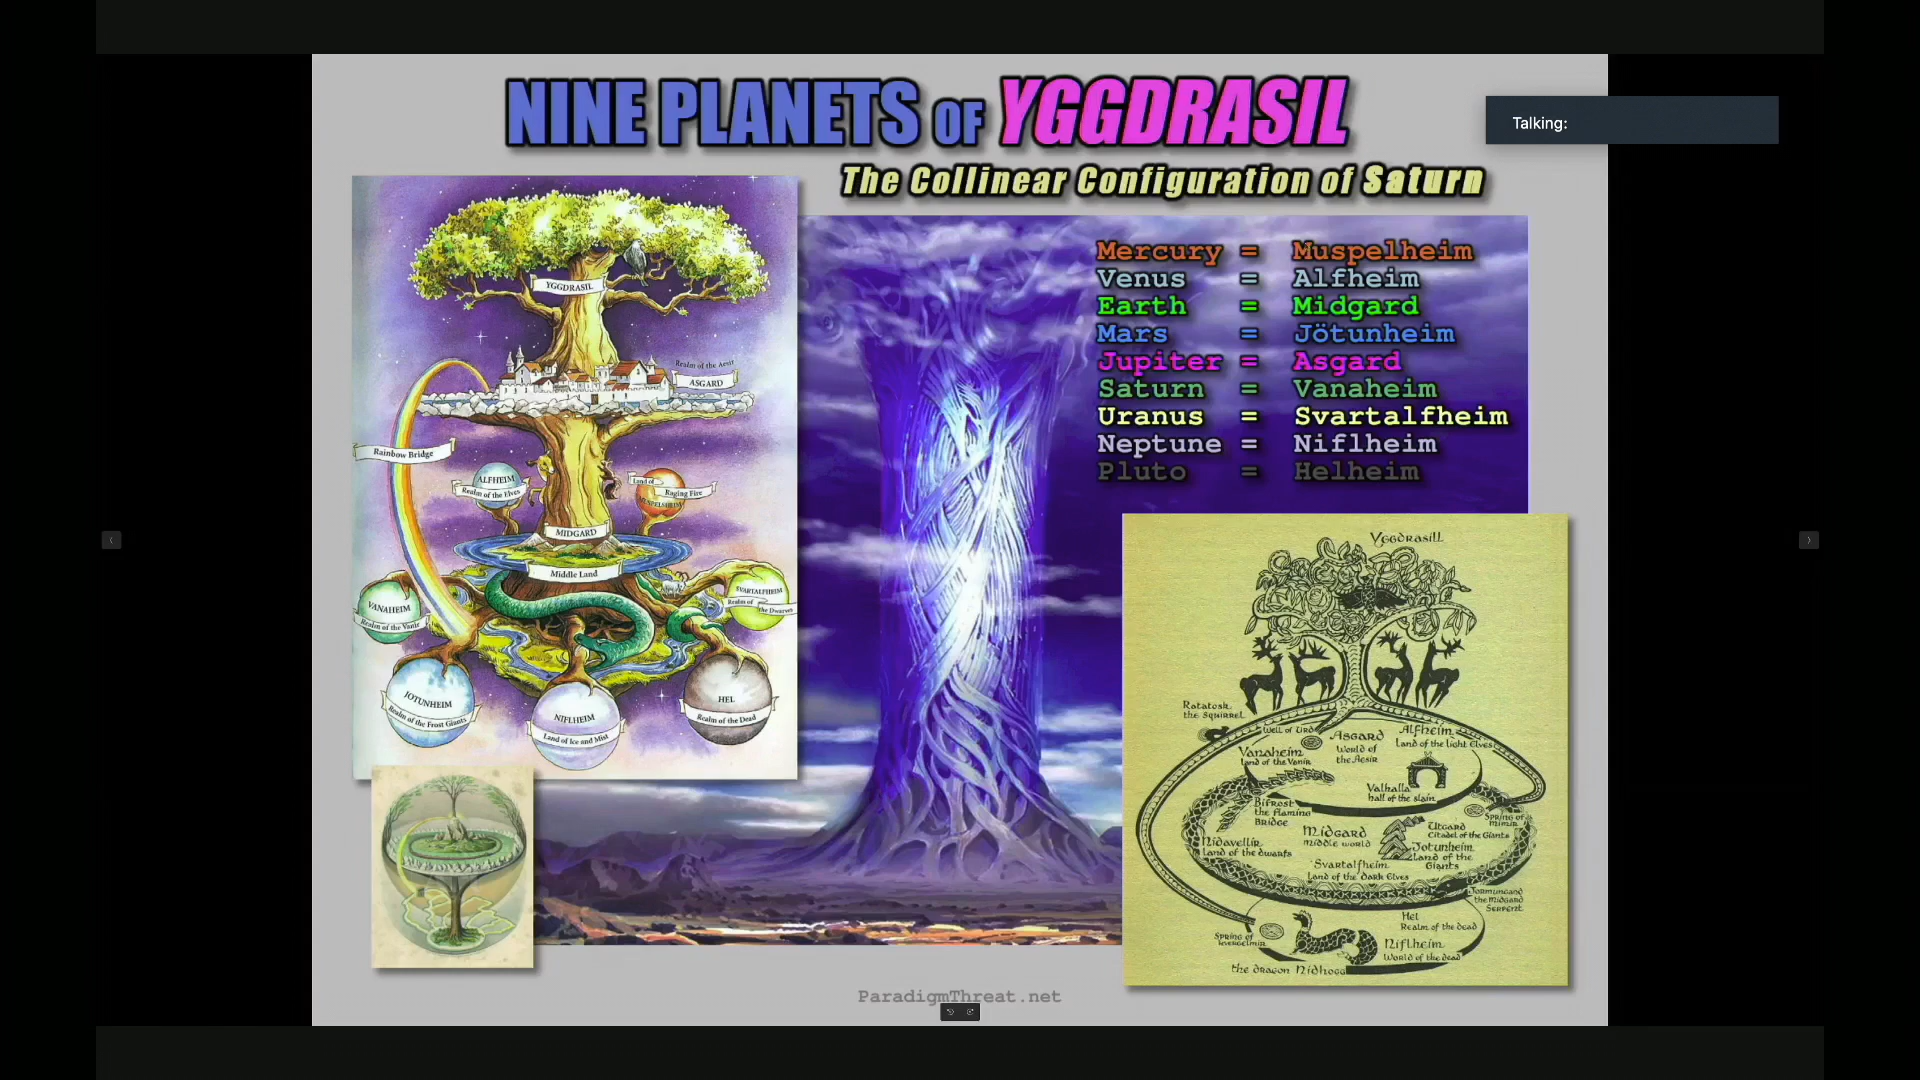 NINE PLANETS OF YGGDRASIL
The Collinear Configuration of Saturn
Talking:
Mercury = Muspelheim
Venus = Alfheim
Earth = Midgard
Mars = Jötunheim
Jupiter = Asgard
Saturn = Vanaheim
Uranus = Svartalfheim
Neptune = Niflheim
Pluto = Helheim
YGGDRASIL
Realm of the Aesir
ASGARD
Rainbow Bridge
ALFHEIM
Realm of the Elves
Land of
Raging Fire
MUSPELSHEIM
MIDGARD
Middle Land
VANAHEIM
Realm of the Vanir
SVARTALFHEIM
Realm of
the Dwarves
JOTUNHEIM
Realm of the Frost Giants
NIFLHEIM
Land of Ice and Mist
HEL
Realm of the Dead
Yggdrasill
Ratatosk
the squirrel
Well of Urd
Asgard
World of
the Aesir
Alfheim
Land of the light Elves
Vanaheim
Land of the Vanir
Valhalla
hall of the slain
Bifrost
the flaming
Bridge
Spring of
Mimir
Midgard
middle world
Utgard
Citadel of the Giants
Nidavellir
Land of the dwarfs
Jotunheim
Land of the
Giants
Svartalfheim
Land of the dark Elves
Jormungand
the Midgard
Serpent
Hel
Realm of the dead
Spring of
Hvergelmir
Niflheim
World of the dead
the dragon Nidhogg
ParadigmThreat.net